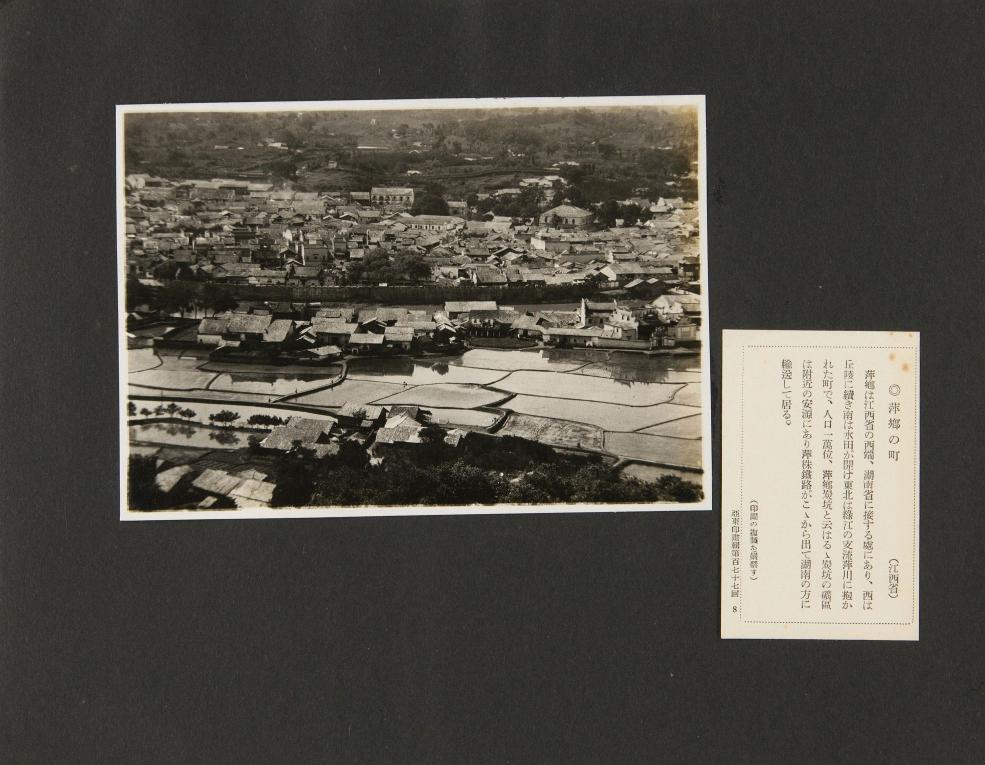 ◎ 萍鄕の町
（江西省）
萍鄕は江西省の西端、湖南省に接する處にあり、西は
丘陵に續き南は水田が開け東北は綠江の支流萍川に抱か
れた町で、人口一萬位、萍鄕炭坑と云はるゝ炭坑の礦區
は附近の安源にあり萍株鐵路がこゝから出て湖南の方に
輸送して居る。
（印畫の複製を嚴禁す）
亞東印畫輯第百七十七回 8